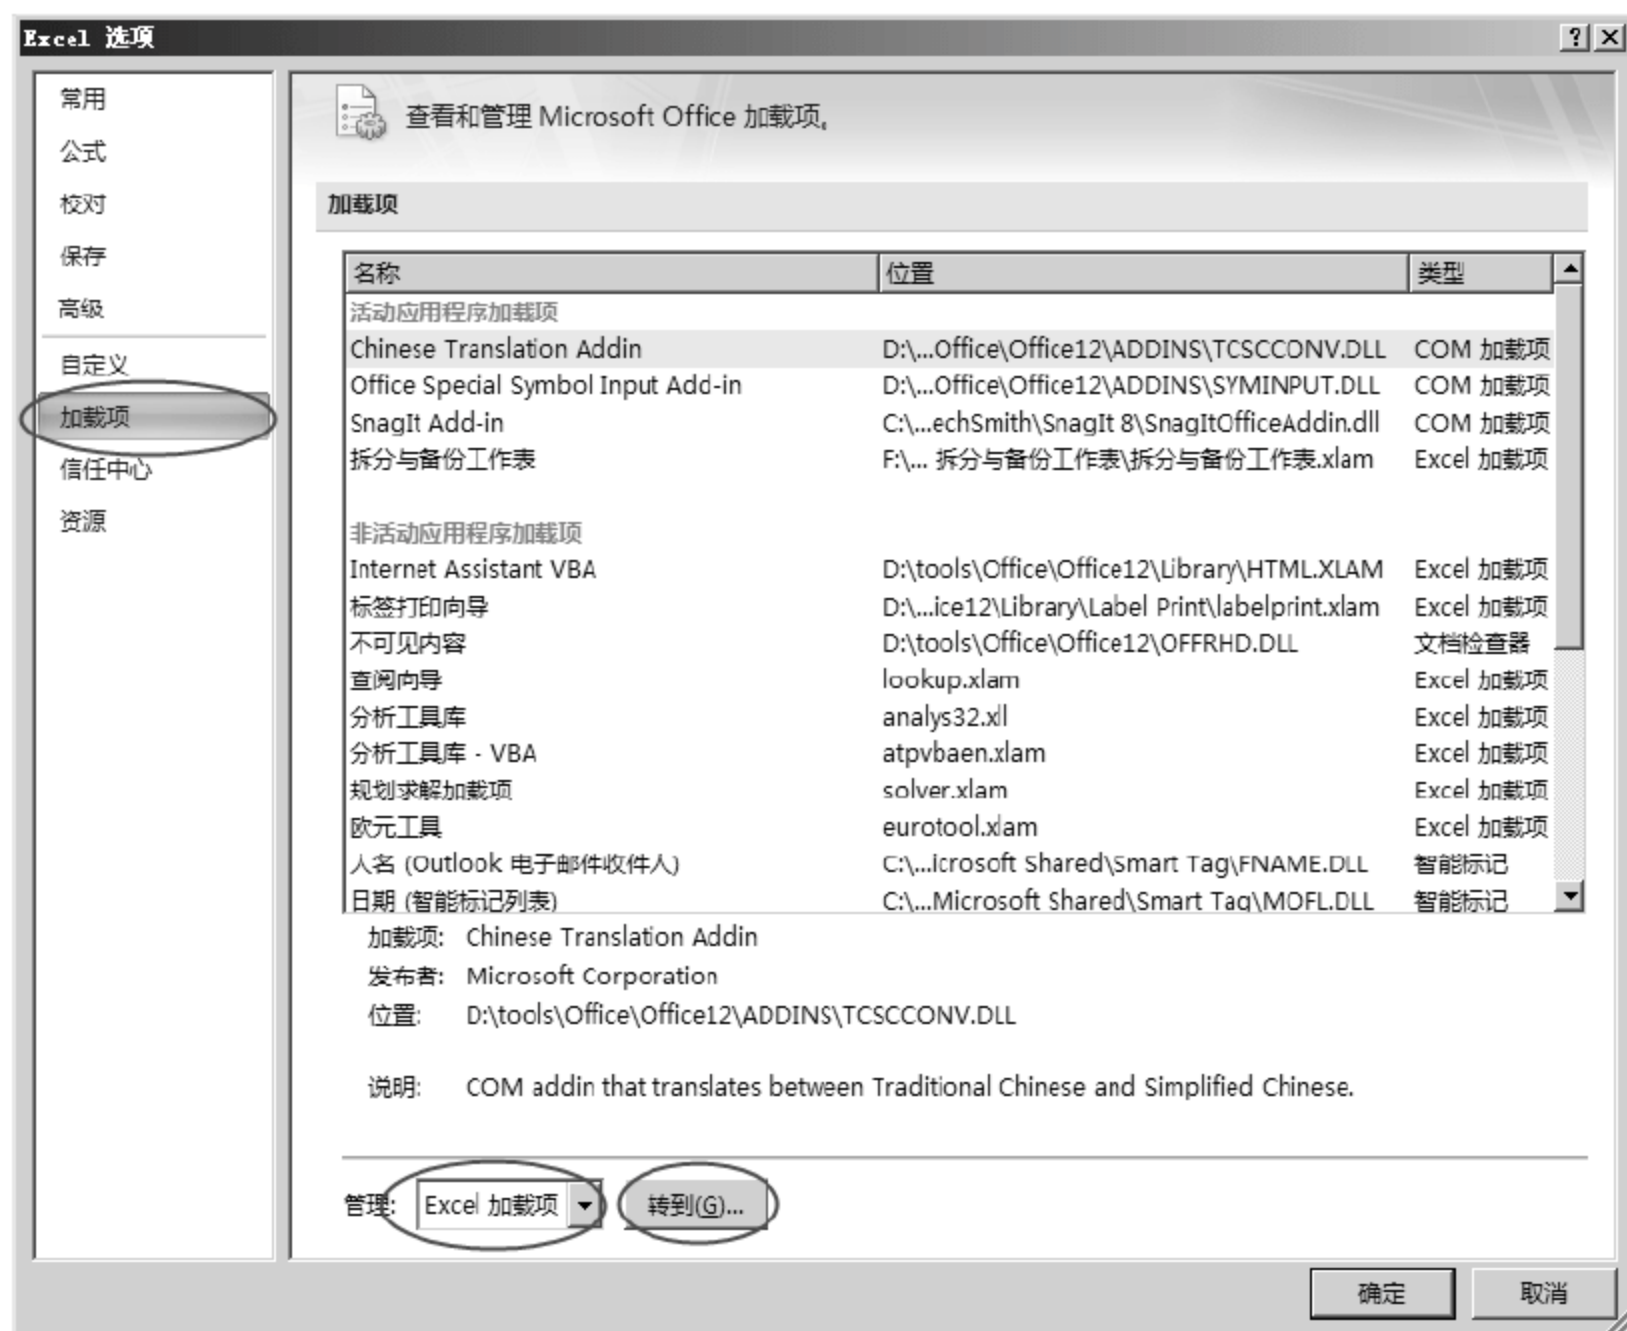 Excel 选项
常用
公式
校对
保存
高级
自定义
加载项
信任中心
资源
查看和管理 Microsoft Office 加载项。
加载项
名称 位置 类型
活动应用程序加载项
Chinese Translation Addin D:\...Office\Office12\ADDINS\TCSCCONV.DLL COM 加载项
Office Special Symbol Input Add-in D:\...Office\Office12\ADDINS\SYMINPUT.DLL COM 加载项
SnagIt Add-in C:\...echSmith\SnagIt 8\SnagItOfficeAddin.dll COM 加载项
拆分与备份工作表 F:\... 拆分与备份工作表\拆分与备份工作表.xlam Excel 加载项
非活动应用程序加载项
Internet Assistant VBA D:\tools\Office\Office12\Library\HTML.XLAM Excel 加载项
标签打印向导 D:\...ice12\Library\Label Print\labelprint.xlam Excel 加载项
不可见内容 D:\tools\Office\Office12\OFFRHD.DLL 文档检查器
查阅向导 lookup.xlam Excel 加载项
分析工具库 analys32.xll Excel 加载项
分析工具库 - VBA atpvbaen.xlam Excel 加载项
规划求解加载项 solver.xlam Excel 加载项
欧元工具 eurotool.xlam Excel 加载项
人名 (Outlook 电子邮件收件人) C:\...icrosoft Shared\Smart Tag\FNAME.DLL 智能标记
日期 (智能标记列表) C:\...Microsoft Shared\Smart Tag\MOFL.DLL 智能标记
加载项: Chinese Translation Addin
发布者: Microsoft Corporation
位置: D:\tools\Office\Office12\ADDINS\TCSCCONV.DLL
说明: COM addin that translates between Traditional Chinese and Simplified Chinese.
管理: Excel 加载项 转到(G)...
确定 取消